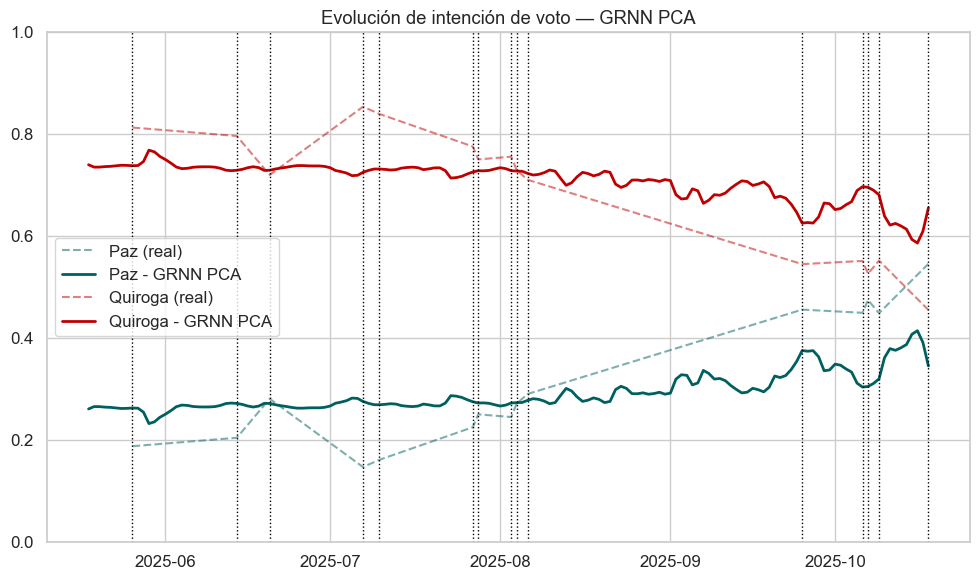 Evolución de intención de voto — GRNN PCA
1.0
0.8
0.6
0.4
0.2
0.0
Paz (real)
Paz - GRNN PCA
Quiroga (real)
Quiroga - GRNN PCA
2025-06
2025-07
2025-08
2025-09
2025-10